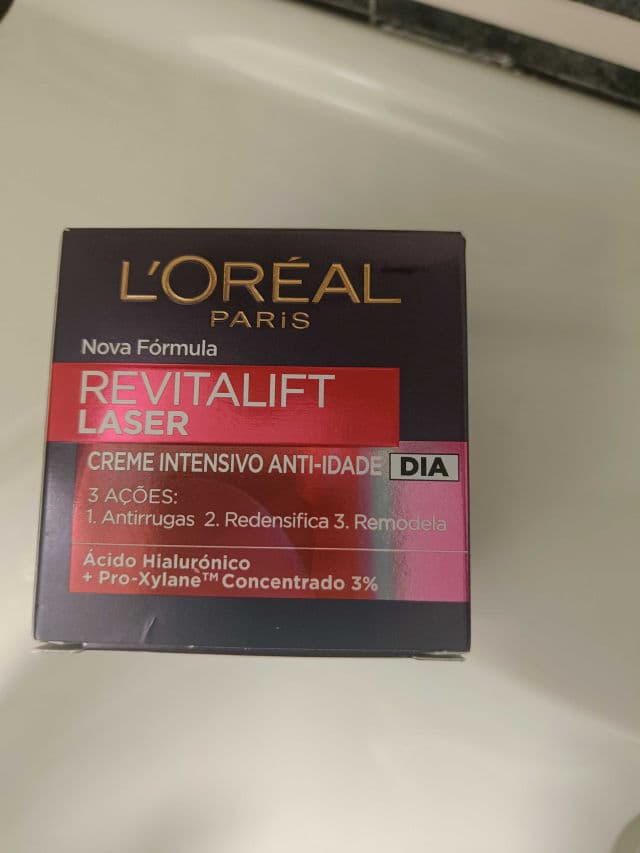 L'ORÉAL
PARiS
Nova Fórmula
REVITALIFT
LASER
CREME INTENSIVO ANTI-IDADE DIA
3 AÇÕES:
1. Antirrugas 2. Redensifica 3. Remodela
Ácido Hialurónico
+ Pro-Xylane™ Concentrado 3%